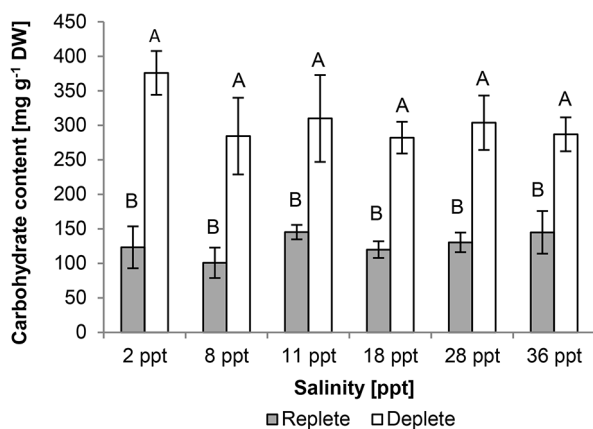 Carbohydrate content [mg g⁻¹ DW]
450
400
350
300
250
200
150
100
50
0
B A
B A
B A
B A
B A
B A
2 ppt 8 ppt 11 ppt 18 ppt 28 ppt 36 ppt
Salinity [ppt]
Replete Deplete